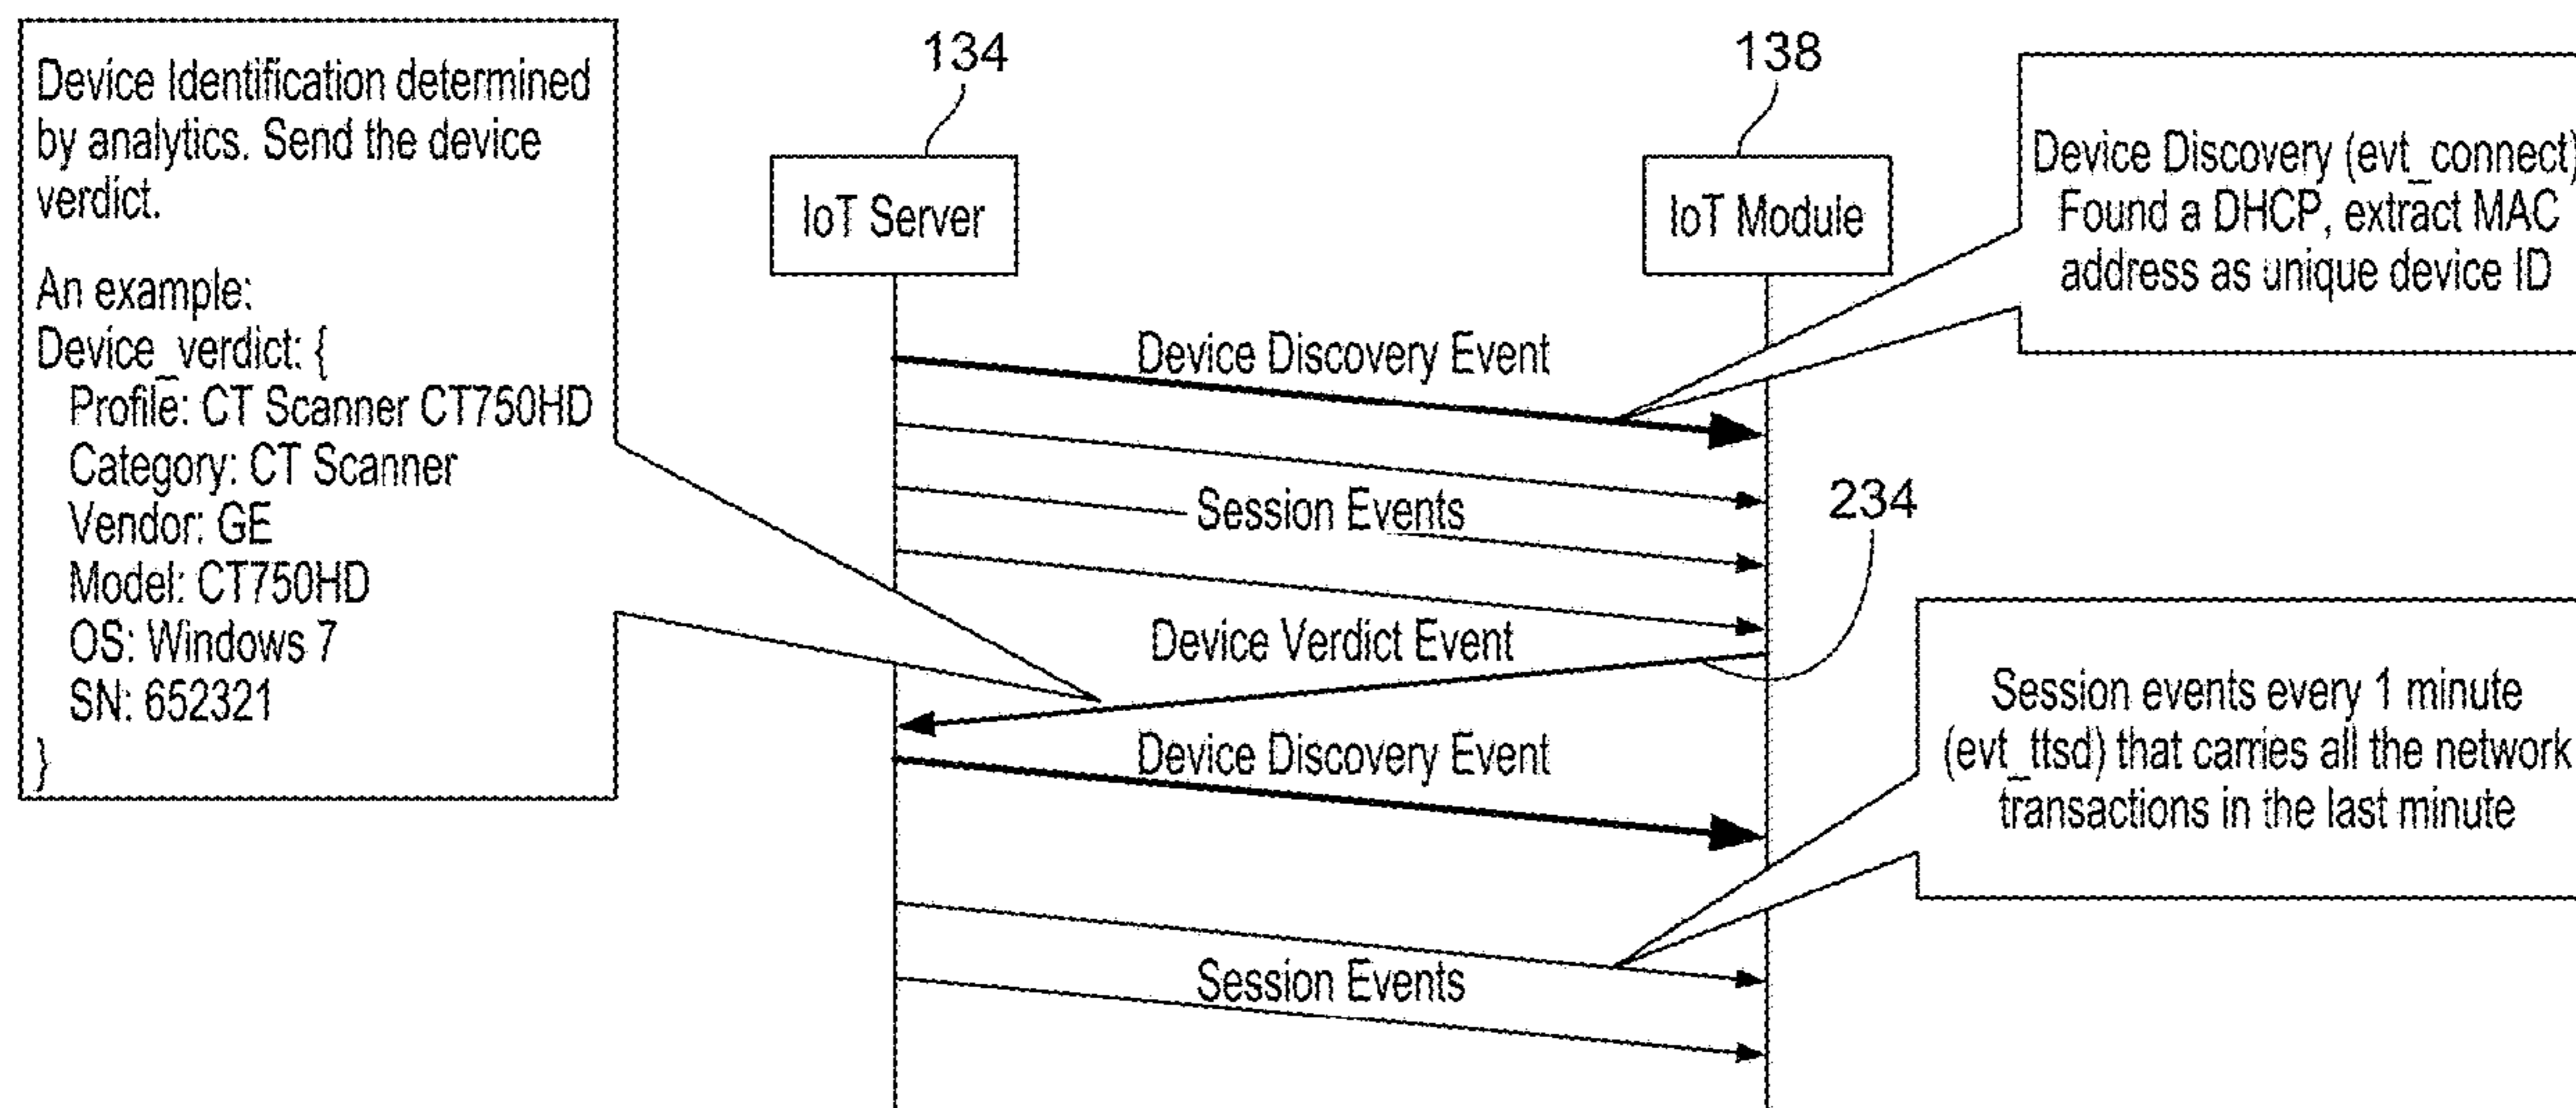 Device Identification determined
by analytics. Send the device
verdict.
An example:
Device_verdict: {
Profile: CT Scanner CT750HD
Category: CT Scanner
Vendor: GE
Model: CT750HD
OS: Windows 7
SN: 652321
}
134
IoT Server
138
IoT Module
Device Discovery (evt_connect)
Found a DHCP, extract MAC
address as unique device ID
Device Discovery Event
Session Events
234
Device Verdict Event
Device Discovery Event
Session events every 1 minute
(evt_ttsd) that carries all the network
transactions in the last minute
Session Events